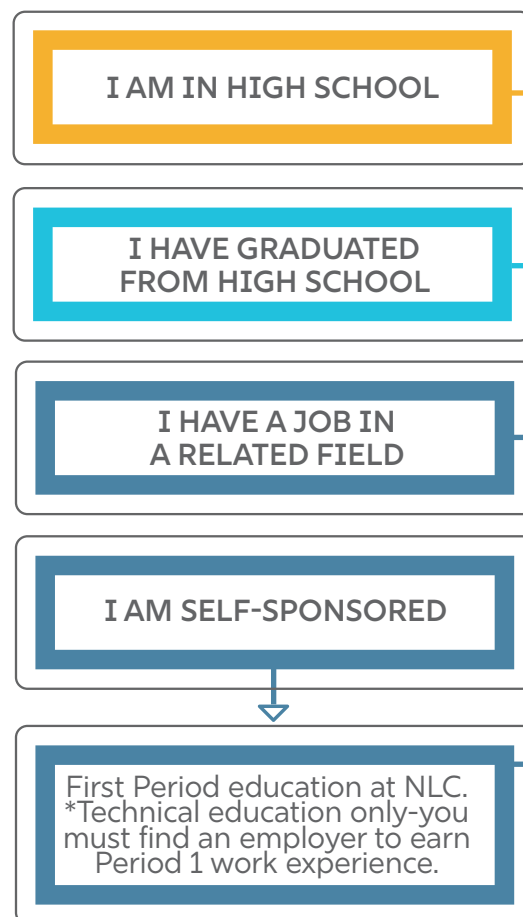 I AM IN HIGH SCHOOL
I HAVE GRADUATED
FROM HIGH SCHOOL
I HAVE A JOB IN
A RELATED FIELD
I AM SELF-SPONSORED
First Period education at NLC.
*Technical education only-you
must find an employer to earn
Period 1 work experience.